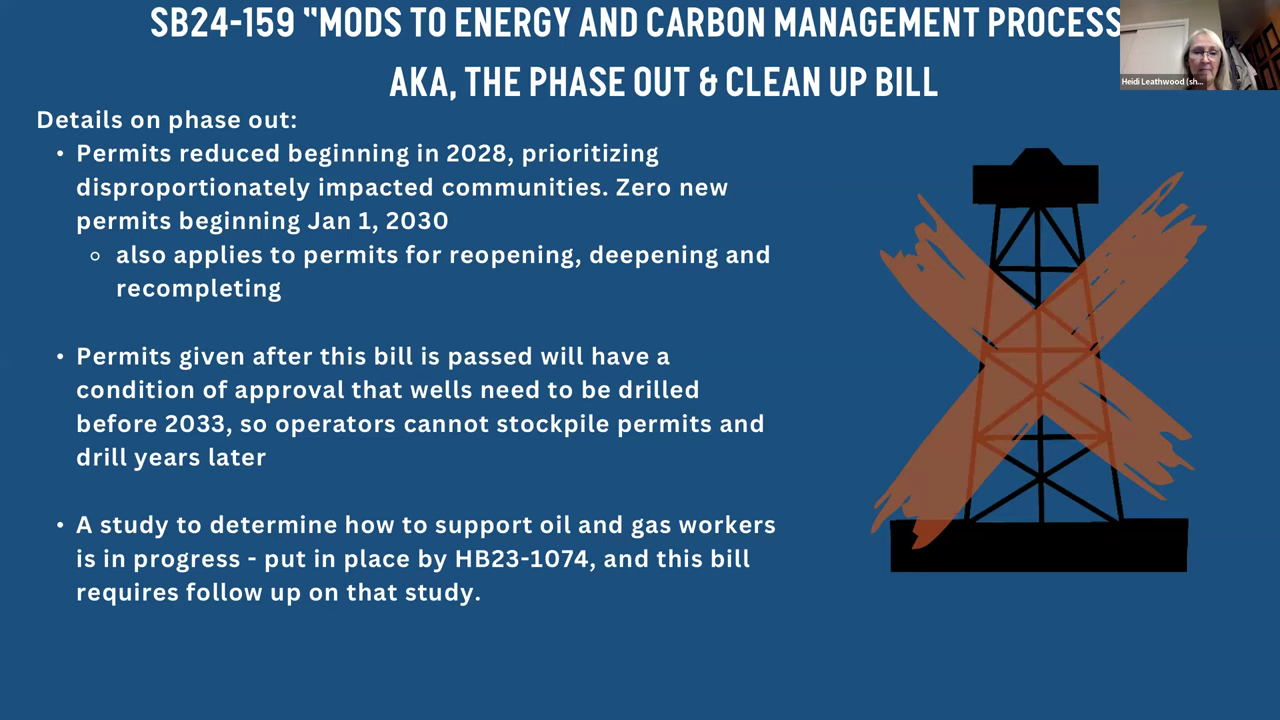 SB24-159 “MODS TO ENERGY AND CARBON MANAGEMENT PROCESS
AKA, THE PHASE OUT & CLEAN UP BILL
Heidi Leathwood (sh...
Details on phase out:
• Permits reduced beginning in 2028, prioritizing
disproportionately impacted communities. Zero new
permits beginning Jan 1, 2030
◦ also applies to permits for reopening, deepening and
recompleting
• Permits given after this bill is passed will have a
condition of approval that wells need to be drilled
before 2033, so operators cannot stockpile permits and
drill years later
• A study to determine how to support oil and gas workers
is in progress - put in place by HB23-1074, and this bill
requires follow up on that study.